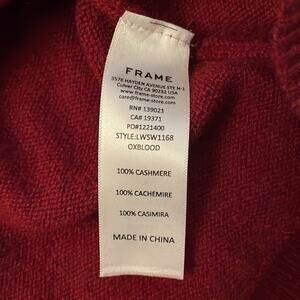 FRAME
3578 HAYDEN AVENUE STE M-1
Culver City CA 90232 USA
www.frame-store.com
care@frame-store.com
RN# 139021
CA# 19371
PO#1221400
STYLE:LWSW1168
OXBLOOD
100% CASHMERE
100% CACHEMIRE
100% CASIMIRA
MADE IN CHINA